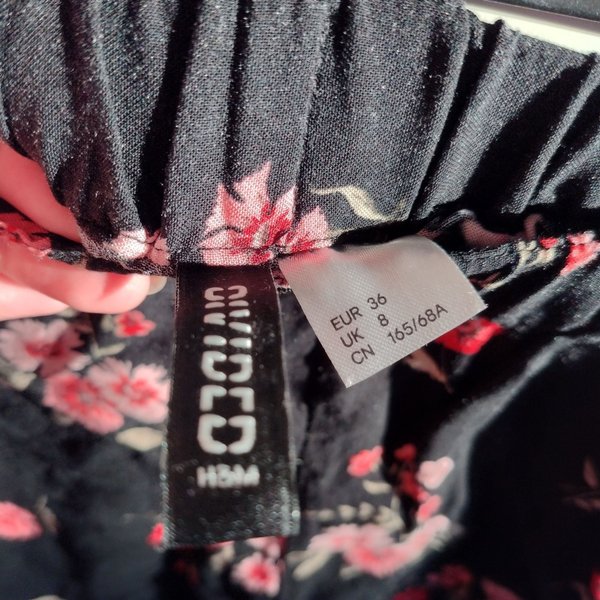 DIVIDED
H&M
EUR 36
UK 8
CN 165/68A